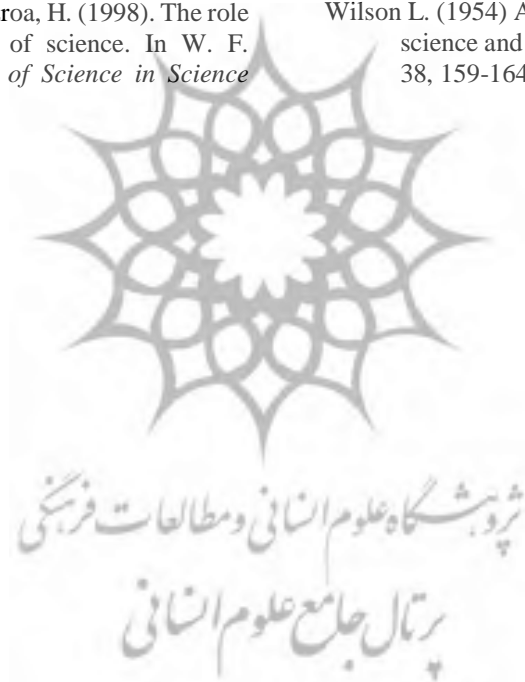 roa, H. (1998). The role
of science. In W. F.
of Science in Science
Wilson L. (1954) A
science and
38, 159-164
پژوهشگاه علوم انسانی و مطالعات فرهنگی
پرتال جامع علوم انسانی